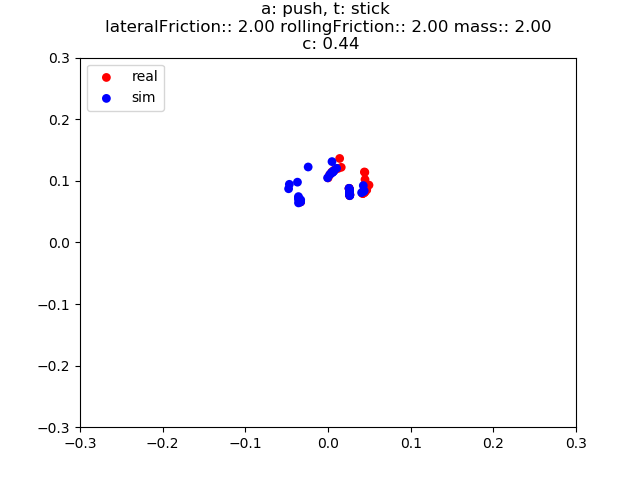 a: push, t: stick
lateralFriction:: 2.00 rollingFriction:: 2.00 mass:: 2.00
c: 0.44
real
sim
0.3
0.2
0.1
0.0
−0.1
−0.2
−0.3
−0.3 −0.2 −0.1 0.0 0.1 0.2 0.3